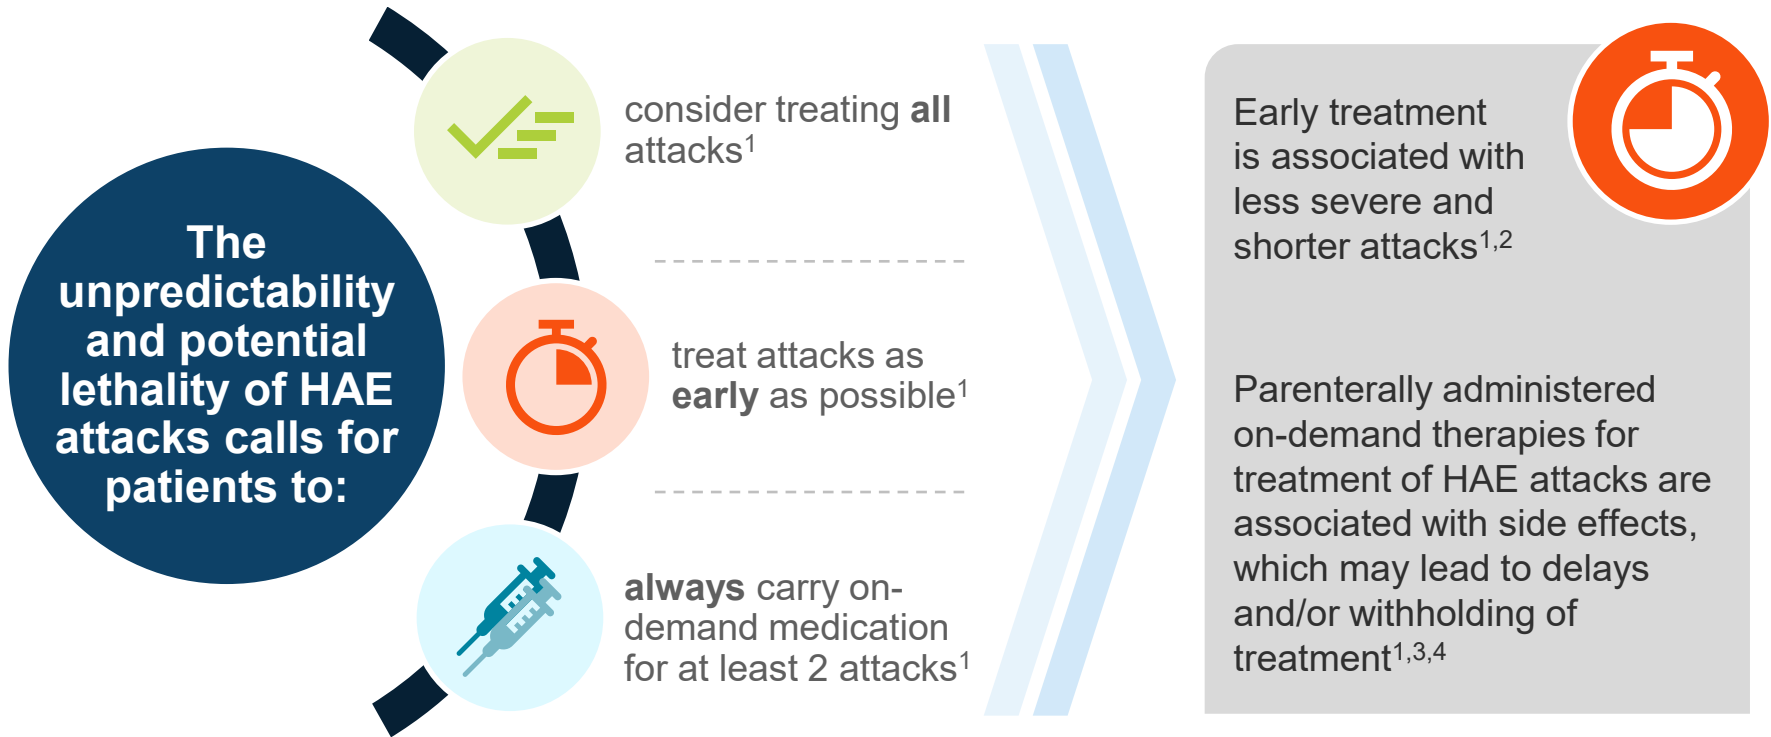 The
unpredictability
and potential
lethality of HAE
attacks calls for
patients to:
consider treating all
attacks1
treat attacks as
early as possible1
always carry on-
demand medication
for at least 2 attacks1
Early treatment
is associated with
less severe and
shorter attacks1,2
Parenterally administered
on-demand therapies for
treatment of HAE attacks are
associated with side effects,
which may lead to delays
and/or withholding of
treatment1,3,4